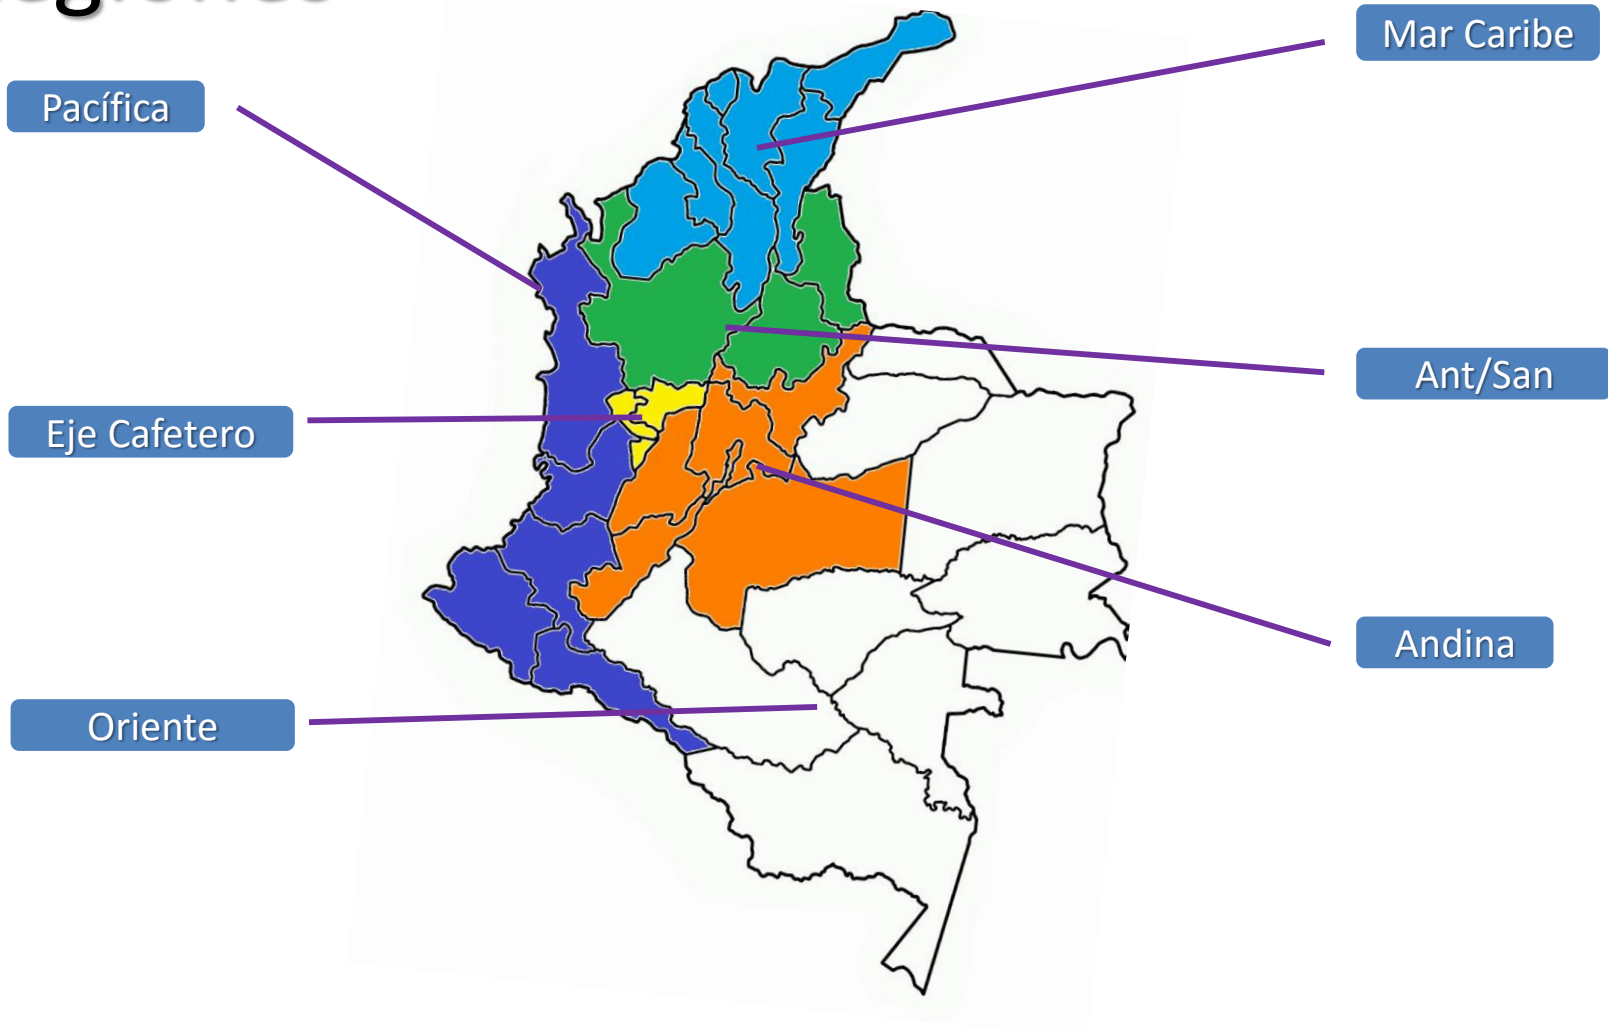 Mar Caribe
Pacífica
Ant/San
Eje Cafetero
Andina
Oriente